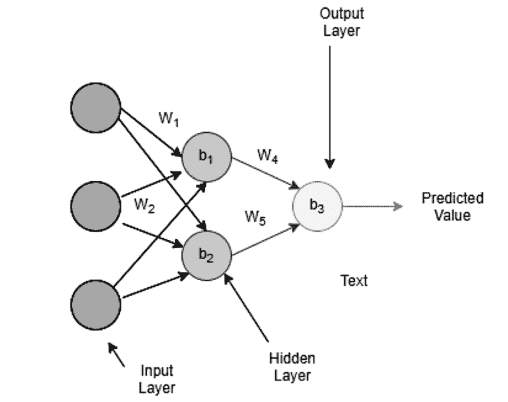 Output
Layer
W1
b1
W4
W2
b3
Predicted
Value
W5
b2
Text
Hidden
Layer
Input
Layer